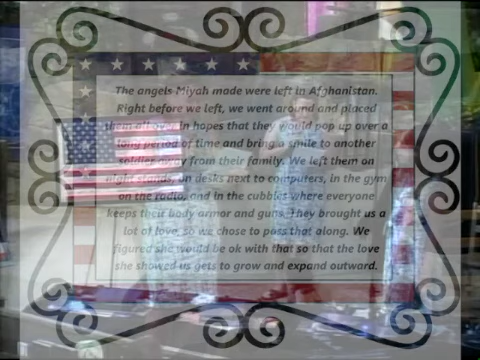 The angels Miyah made were left in Afghanistan.
Right before we left, we went around and placed
them all over in hopes that they would pop up over a
long period of time and bring a smile to another
soldier away from their family. We left them on
night stands, on desks next to computers, in the gym
on the radio, and in the cubbies where everyone
keeps their body armor and guns. They brought us a
lot of love, so we chose to pass that along. We
figured she would be ok with that so that the love
she showed us gets to grow and expand outward.